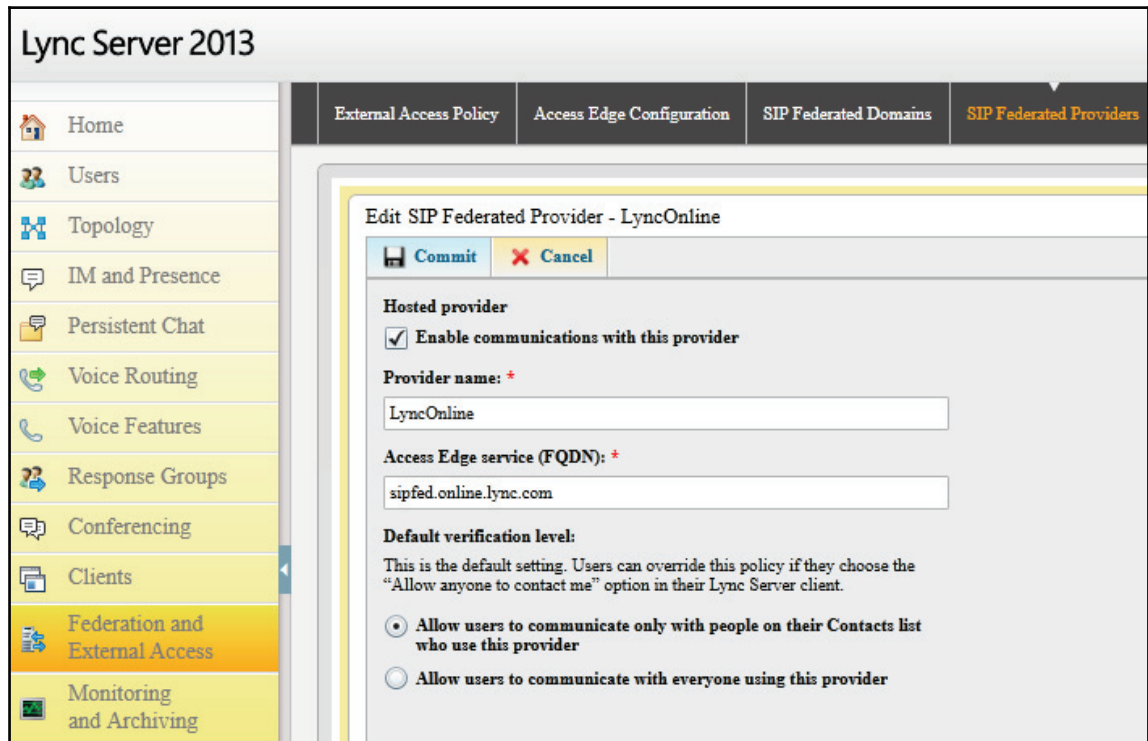 Lync Server 2013
Home
Users
Topology
IM and Presence
Persistent Chat
Voice Routing
Voice Features
Response Groups
Conferencing
Clients
Federation and
External Access
Monitoring
and Archiving
External Access Policy
Access Edge Configuration
SIP Federated Domains
SIP Federated Providers
Edit SIP Federated Provider - LyncOnline
Commit
Cancel
Hosted provider
Enable communications with this provider
Provider name: *
LyncOnline
Access Edge service (FQDN): *
sipfed.online.lync.com
Default verification level:
This is the default setting. Users can override this policy if they choose the
“Allow anyone to contact me” option in their Lync Server client.
Allow users to communicate only with people on their Contacts list
who use this provider
Allow users to communicate with everyone using this provider